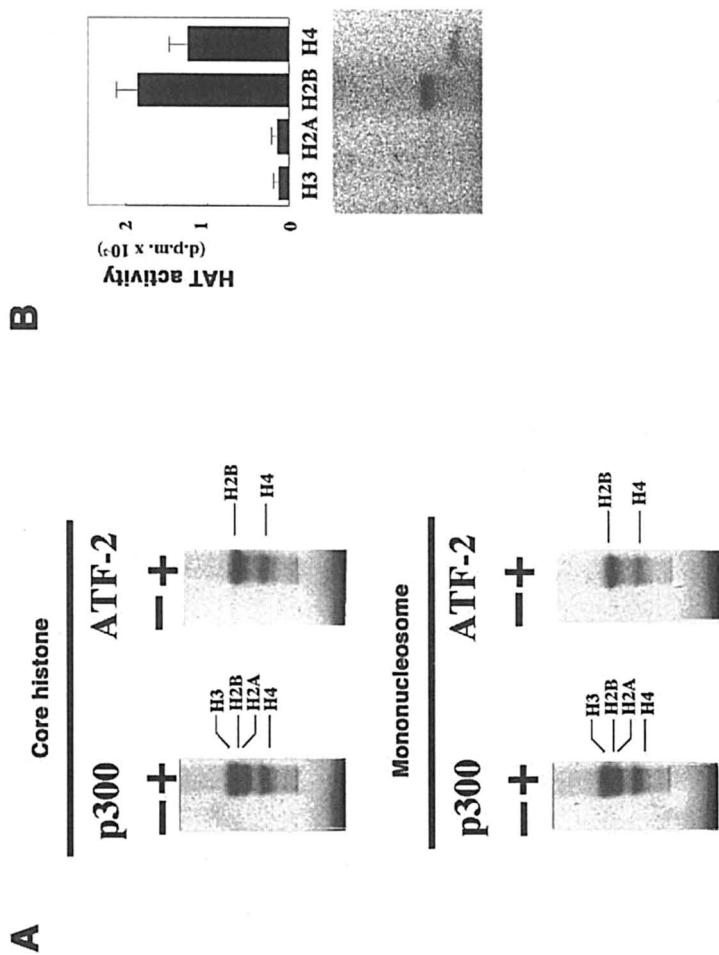 A
Core histone
p300
ATF-2
− +
− +
H3
H2B
H2A
H4
H2B
H4
Mononucleosome
p300
ATF-2
− +
− +
H3
H2B
H2A
H4
H2B
H4
B
HAT activity
(d.p.m. x 10⁻³)
2
1
0
H3 H2A H2B H4